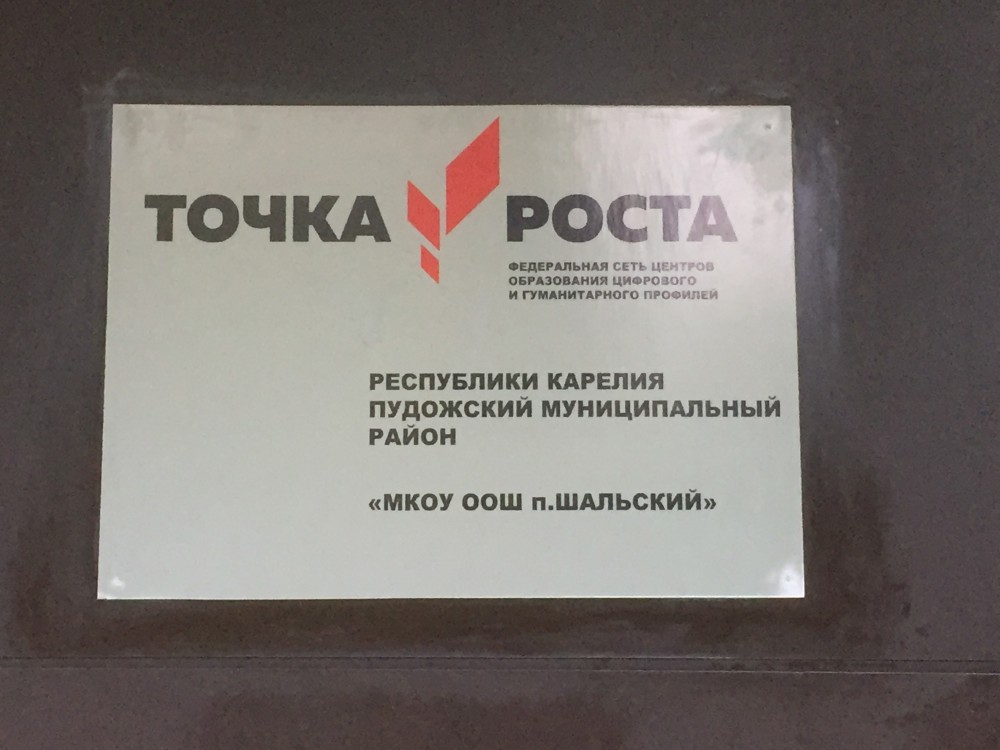 ТОЧКА РОСТА
ФЕДЕРАЛЬНАЯ СЕТЬ ЦЕНТРОВ
ОБРАЗОВАНИЯ ЦИФРОВОГО
И ГУМАНИТАРНОГО ПРОФИЛЕЙ
РЕСПУБЛИКИ КАРЕЛИЯ
ПУДОЖСКИЙ МУНИЦИПАЛЬНЫЙ
РАЙОН
«МКОУ ООШ п.ШАЛЬСКИЙ»